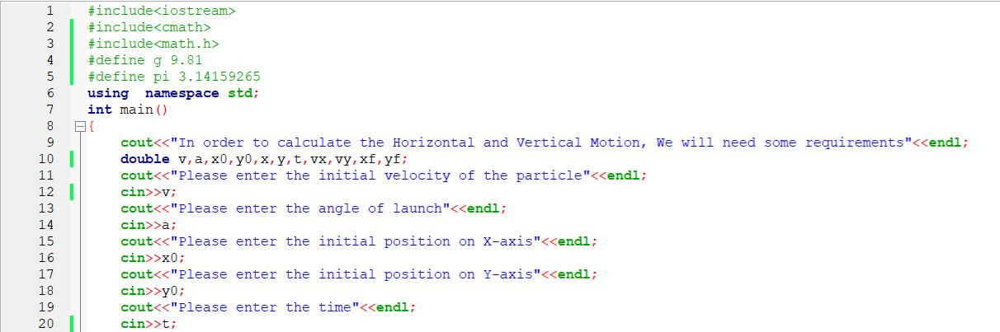 1 #include<iostream>
2 #include<cmath>
3 #include<math.h>
4 #define g 9.81
5 #define pi 3.14159265
6 using  namespace std;
7 int main()
8 {
9 cout<<"In order to calculate the Horizontal and Vertical Motion, We will need some requirements"<<endl;
10 double v,a,x0,y0,x,y,t,vx,vy,xf,yf;
11 cout<<"Please enter the initial velocity of the particle"<<endl;
12 cin>>v;
13 cout<<"Please enter the angle of launch"<<endl;
14 cin>>a;
15 cout<<"Please enter the initial position on X-axis"<<endl;
16 cin>>x0;
17 cout<<"Please enter the initial position on Y-axis"<<endl;
18 cin>>y0;
19 cout<<"Please enter the time"<<endl;
20 cin>>t;